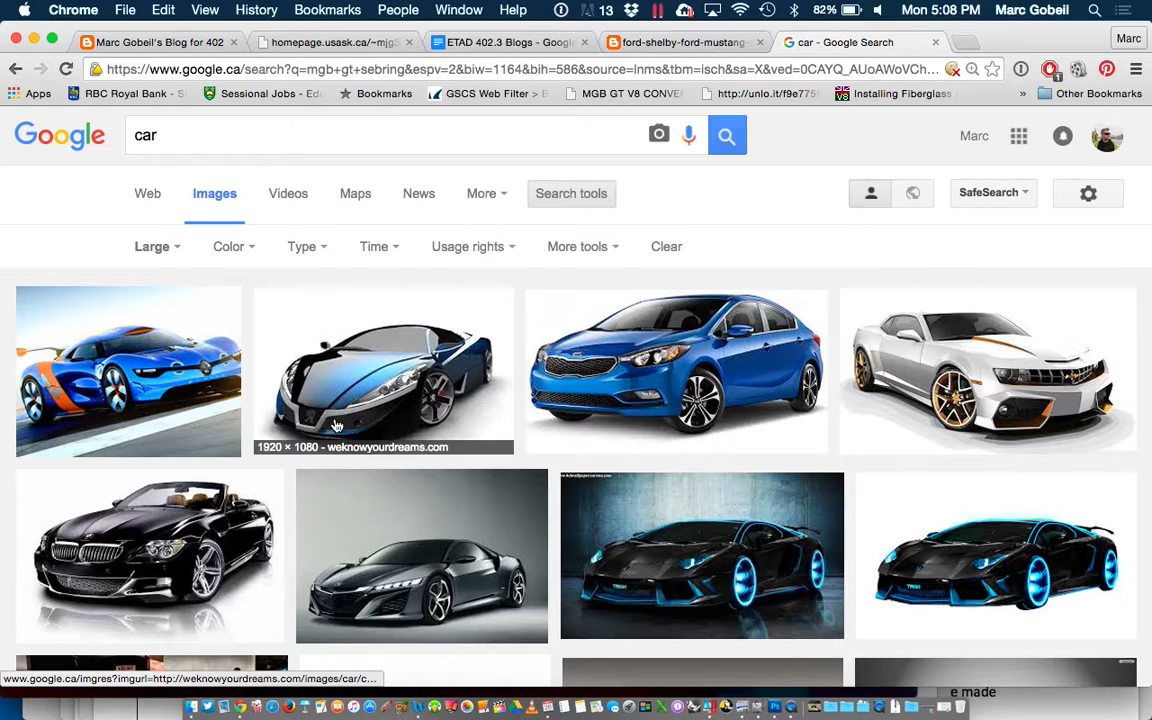 Chrome File Edit View History Bookmarks People Window Help 13 82% Mon 5:08 PM Marc Gobeil
Marc Gobeil's Blog for 402 homepage.usask.ca/~mjg3 ETAD 402.3 Blogs - Google ford-shelby-ford-mustang- car - Google Search Marc
https://www.google.ca/search?q=mgb+gt+sebring&espv=2&biw=1164&bih=586&source=lnms&tbm=isch&sa=X&ved=0CAYQ_AUoAWoVCh...
Apps RBC Royal Bank - Si Sessional Jobs - Edu Bookmarks GSCS Web Filter > B MGB GT V8 CONVE http://unlo.it/f9e7759 Installing Fiberglass » Other Bookmarks
Google car Marc
Web Images Videos Maps News More Search tools SafeSearch
Large Color Type Time Usage rights More tools Clear
1920 × 1080 - weknowyourdreams.com
www.google.ca/imgres?imgurl=http://weknowyourdreams.com/images/car/c...
e made